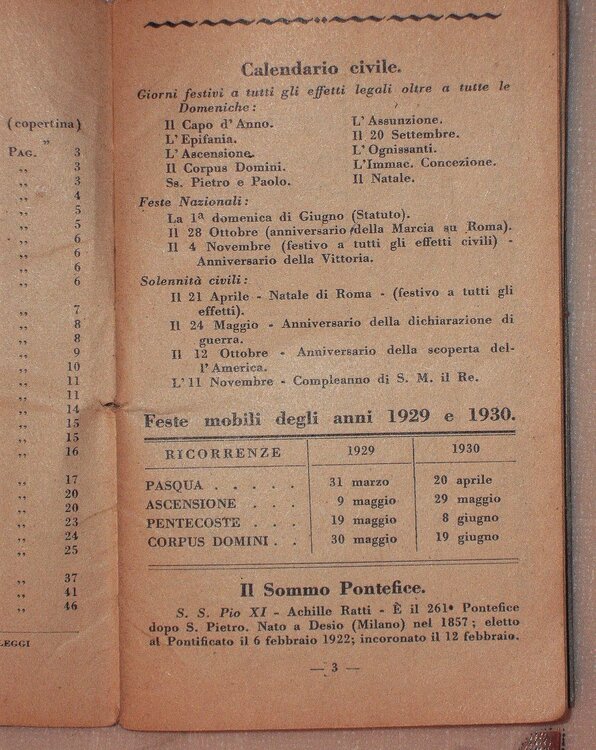 (copertina)
„
PAG. 3
„ 3
„ 3
„ 4
„ 5
„ 5
„ 6
„ 6
„ 6
„ 6
„ 7
„ 8
„ 8
„ 9
„ 10
„ 11
„ 11
„ 14
„ 15
„ 15
„ 16
„ 17
„ 20
„ 20
„ 23
„ 24
„ 25
„ 37
„ 41
„ 46
LEGGI
Calendario civile.
Giorni festivi a tutti gli effetti legali oltre a tutte le
Domeniche:
Il Capo d'Anno.
L'Epifania.
L'Ascensione.
Il Corpus Domini.
Ss. Pietro e Paolo.
L'Assunzione.
Il 20 Settembre.
L'Ognissanti.
L'Immac. Concezione.
Il Natale.
Feste Nazionali:
La 1ª domenica di Giugno (Statuto).
Il 28 Ottobre (anniversario della Marcia su Roma).
Il 4 Novembre (festivo a tutti gli effetti civili) -
Anniversario della Vittoria.
Solennità civili:
Il 21 Aprile - Natale di Roma - (festivo a tutti gli
effetti).
Il 24 Maggio - Anniversario della dichiarazione di
guerra.
Il 12 Ottobre - Anniversario della scoperta del-
l'America.
L'11 Novembre - Compleanno di S. M. il Re.
Feste mobili degli anni 1929 e 1930.
RICORRENZE 1929 1930
PASQUA . . . . . 31 marzo 20 aprile
ASCENSIONE . . . 9 maggio 29 maggio
PENTECOSTE . . . 19 maggio 8 giugno
CORPUS DOMINI . . 30 maggio 19 giugno
Il Sommo Pontefice.
S. S. Pio XI - Achille Ratti - È il 261° Pontefice
dopo S. Pietro. Nato a Desio (Milano) nel 1857; eletto
al Pontificato il 6 febbraio 1922; incoronato il 12 febbraio.
— 3 —